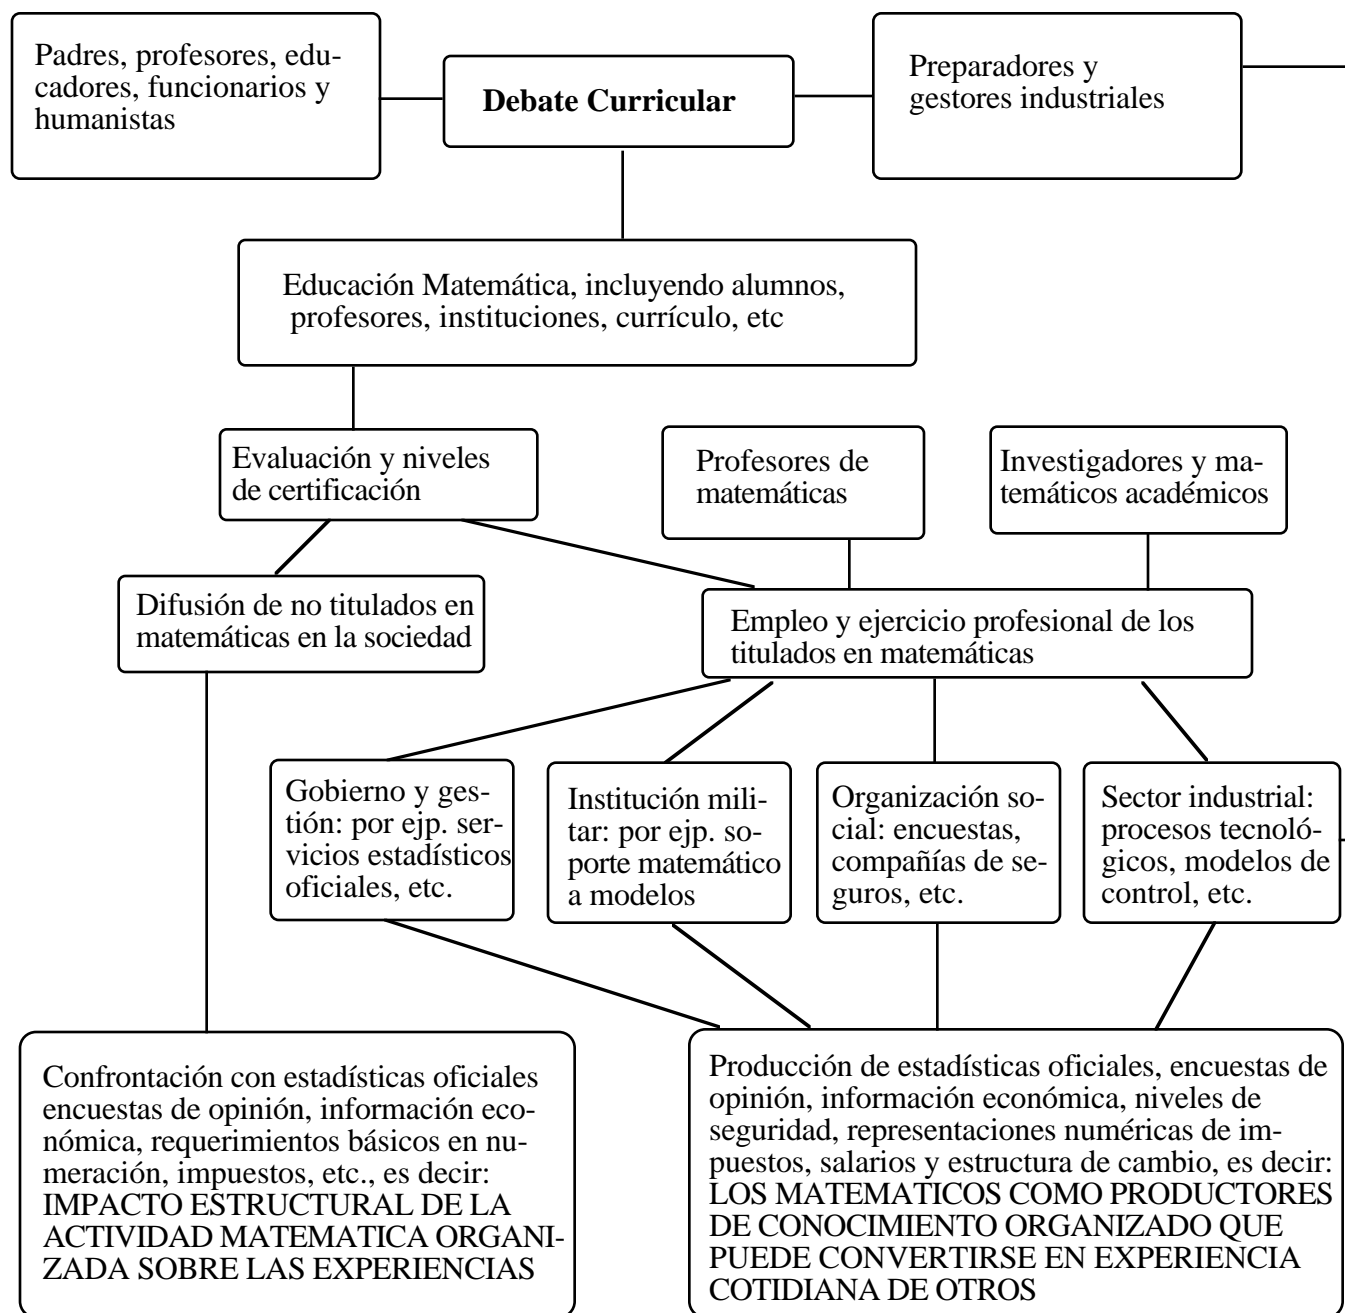 Padres, profesores, edu-
cadores, funcionarios y
humanistas
Debate Curricular
Preparadores y
gestores industriales
Educación Matemática, incluyendo alumnos,
profesores, instituciones, currículo, etc
Evaluación y niveles
de certificación
Profesores de
matemáticas
Investigadores y ma-
temáticos académicos
Difusión de no titulados en
matemáticas en la sociedad
Empleo y ejercicio profesional de los
titulados en matemáticas
Gobierno y ges-
tión: por ejp. ser-
vicios estadísticos
oficiales, etc.
Institución mili-
tar: por ejp. so-
porte matemático
a modelos
Organización so-
cial: encuestas,
compañías de se-
guros, etc.
Sector industrial:
procesos tecnoló-
gicos, modelos de
control, etc.
Confrontación con estadísticas oficiales
encuestas de opinión, información eco-
nómica, requerimientos básicos en nu-
meración, impuestos, etc., es decir:
IMPACTO ESTRUCTURAL DE LA
ACTIVIDAD MATEMATICA ORGANI-
ZADA SOBRE LAS EXPERIENCIAS
Producción de estadísticas oficiales, encuestas de
opinión, información económica, niveles de
seguridad, representaciones numéricas de im-
puestos, salarios y estructura de cambio, es decir:
LOS MATEMATICOS COMO PRODUCTORES
DE CONOCIMIENTO ORGANIZADO QUE
PUEDE CONVERTIRSE EN EXPERIENCIA
COTIDIANA DE OTROS